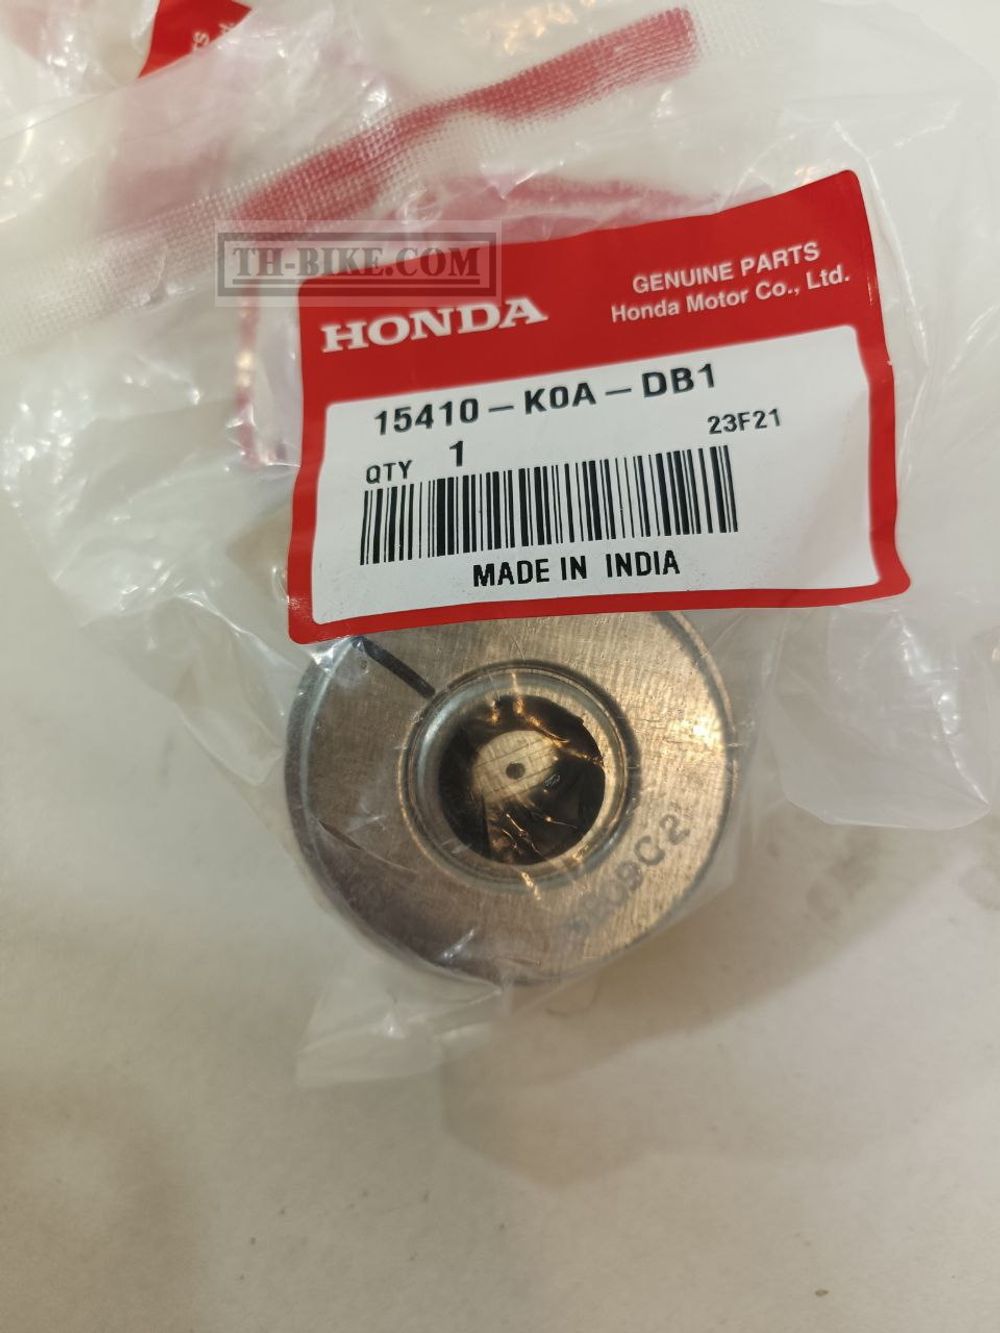 TH-BIKE.COM
HONDA
GENUINE PARTS
Honda Motor Co., Ltd.
15410-K0A-DB1
23F21
QTY 1
MADE IN INDIA